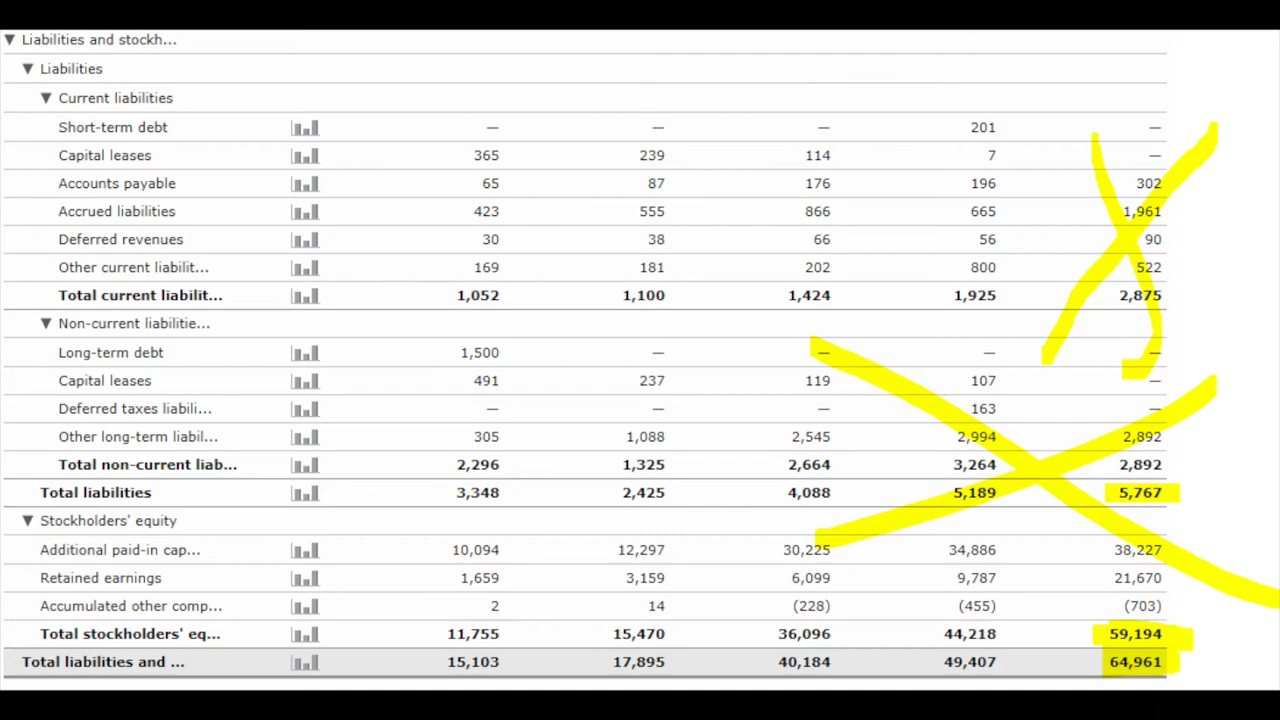 Liabilities and stockh...
Liabilities
Current liabilities
Short-term debt — — — 201 —
Capital leases 365 239 114 7 —
Accounts payable 65 87 176 196 302
Accrued liabilities 423 555 866 665 1,961
Deferred revenues 30 38 66 56 90
Other current liabilit... 169 181 202 800 522
Total current liabilit... 1,052 1,100 1,424 1,925 2,875
Non-current liabilitie...
Long-term debt 1,500 — — — —
Capital leases 491 237 119 107 —
Deferred taxes liabili... — — — 163 —
Other long-term liabil... 305 1,088 2,545 2,994 2,892
Total non-current liab... 2,296 1,325 2,664 3,264 2,892
Total liabilities 3,348 2,425 4,088 5,189 5,767
Stockholders' equity
Additional paid-in cap... 10,094 12,297 30,225 34,886 38,227
Retained earnings 1,659 3,159 6,099 9,787 21,670
Accumulated other comp... 2 14 (228) (455) (703)
Total stockholders' eq... 11,755 15,470 36,096 44,218 59,194
Total liabilities and ... 15,103 17,895 40,184 49,407 64,961